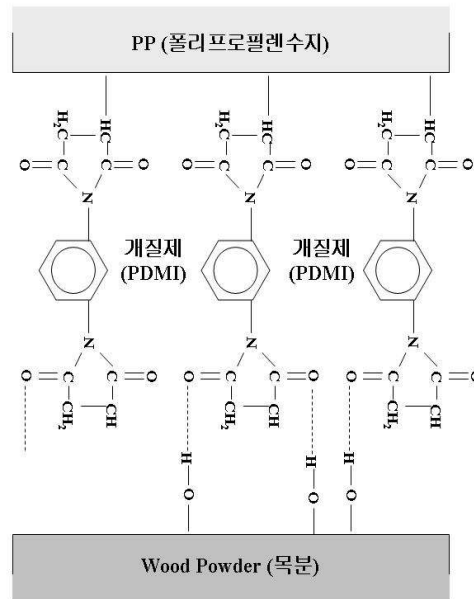 PP (폴리프로필렌수지)
H₂C HC H₂C HC H₂C HC
O C C O O C C O O C C O
N N N
개질제 개질제
(PDMI) (PDMI)
N N N
O C C O O C C O O C C O
CH₂ CH CH₂ CH CH₂ CH
H H H
O O O
Wood Powder (목분)